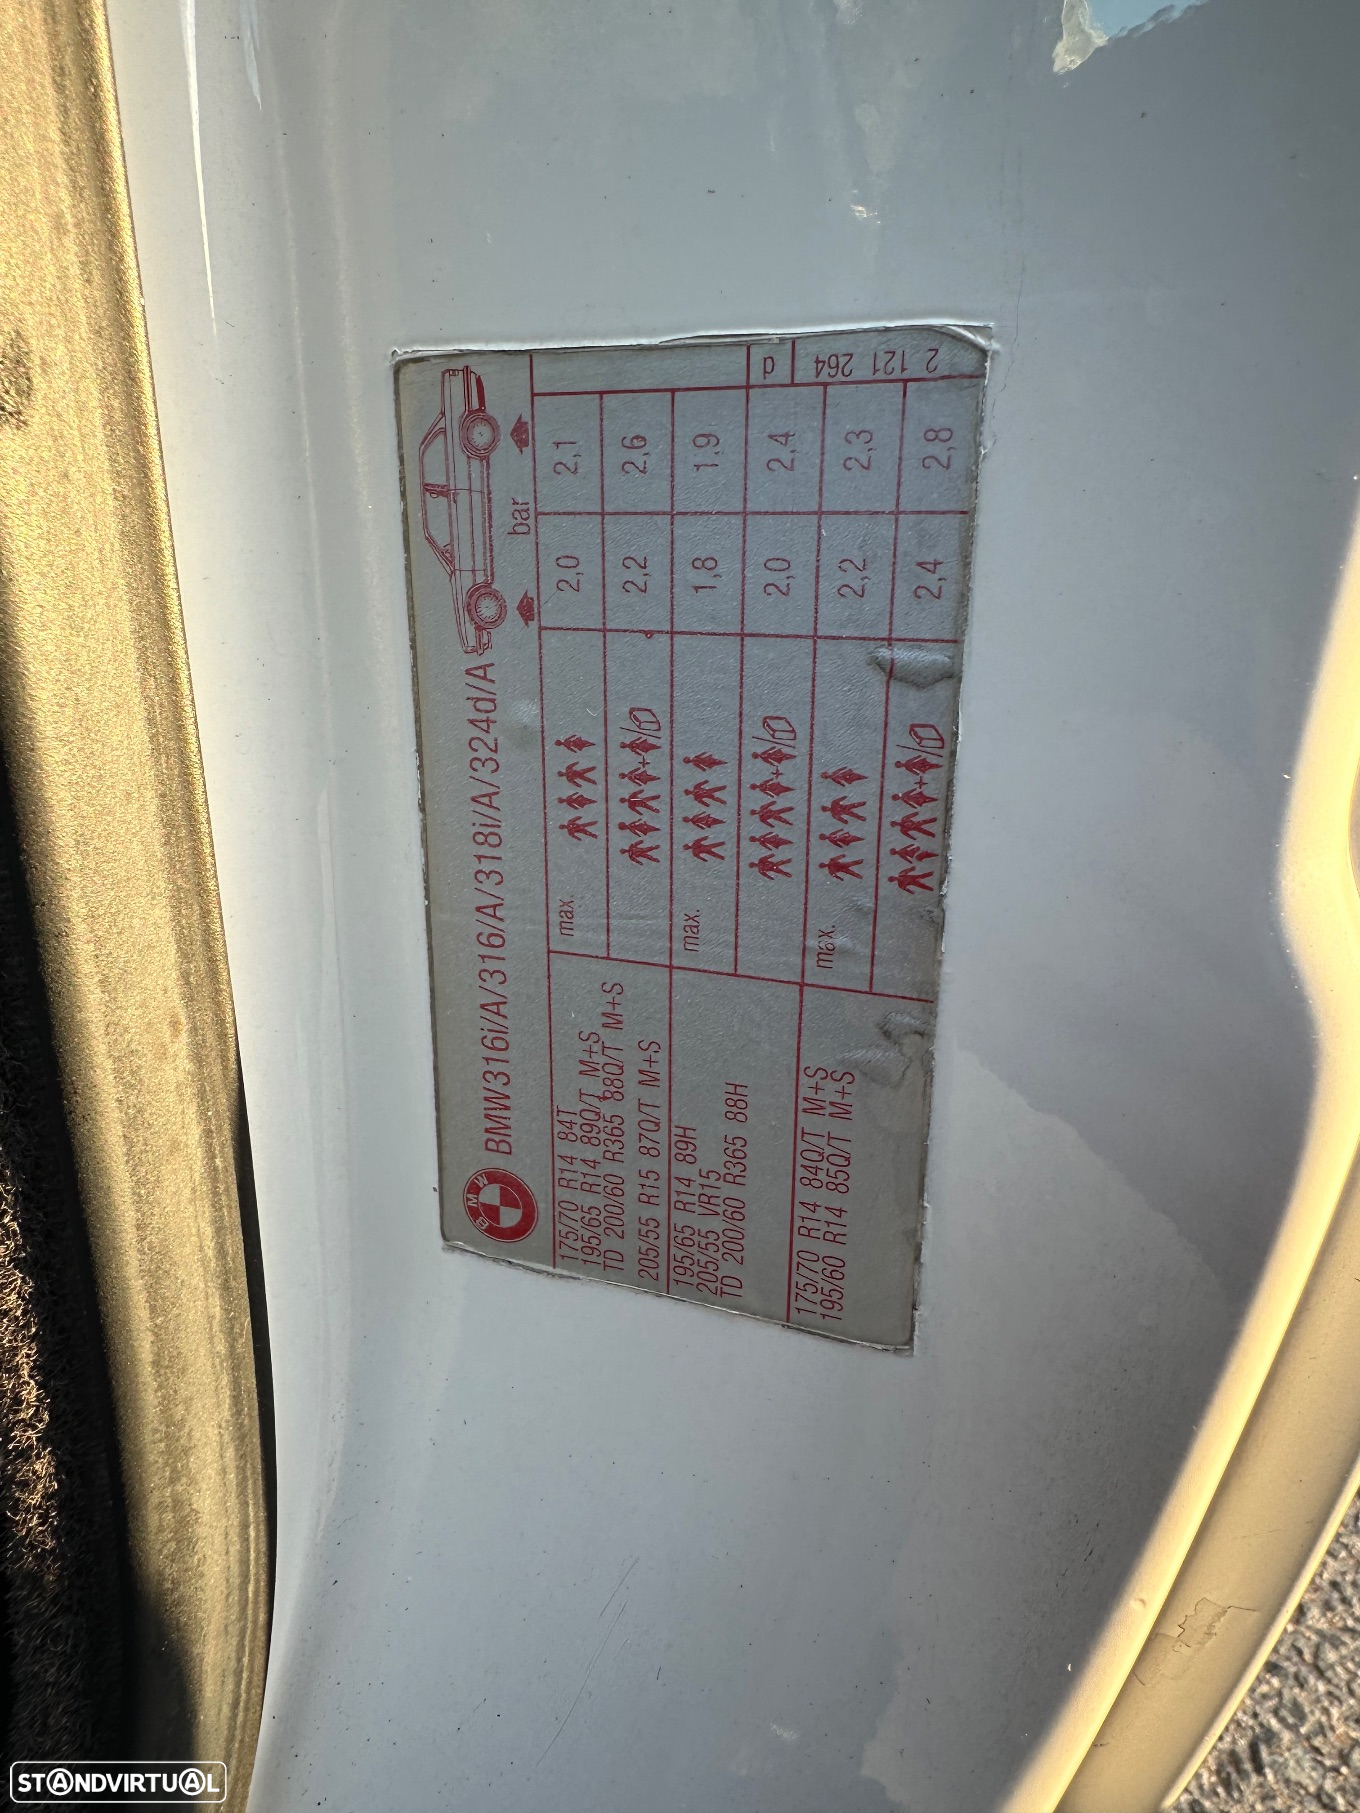 BMW
BMW316i/A/316/A/318i/A/324d/A
bar
175/70 R14 84T
195/65 R14 89Q/T M+S
TD 200/60 R365 88Q/T M+S
205/55 R15 87Q/T M+S
max.
2,0 2,1
2,2 2,6
195/65 R14 89H
205/55 VR15
TD 200/60 R365 88H
max.
1,8 1,9
2,0 2,4
175/70 R14 84Q/T M+S
195/60 R14 85Q/T M+S
max.
2,2 2,3
2,4 2,8
d 2 121 264
STANDVIRTUAL